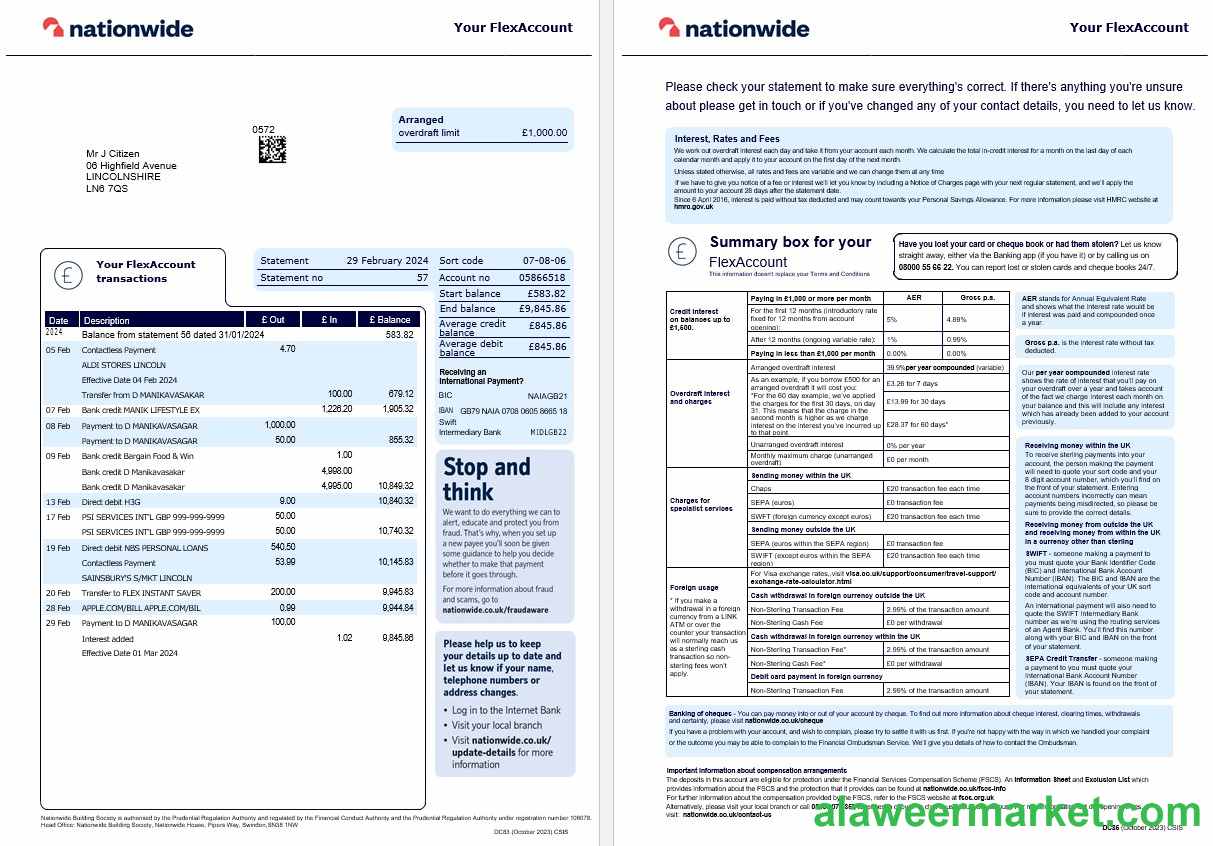 nationwide
Your FlexAccount
Arranged
overdraft limit £1,000.00
0572
Mr J Citizen
06 Highfield Avenue
LINCOLNSHIRE
LN6 7QS
Your FlexAccount
transactions
Statement 29 February 2024
Statement no 57
Sort code 07-08-06
Account no 05866518
Start balance £583.82
End balance £9,845.86
Average credit
balance £845.86
Average debit
balance £845.86
Receiving an
International Payment?
BIC NAIAGB21
IBAN GB79 NAIA 0708 0605 8665 18
Swift
Intermediary Bank MIDLGB22
Date Description £ Out £ In £ Balance
2024 Balance from statement 56 dated 31/01/2024 583.82
05 Feb Contactless Payment 4.70
ALDI STORES LINCOLN
Effective Date 04 Feb 2024
Transfer from D MANIKAVASAKAR 100.00 679.12
07 Feb Bank credit MANIK LIFESTYLE EX 1,226.20 1,905.32
08 Feb Payment to D MANIKAVASAGAR 1,000.00
Payment to D MANIKAVASAGAR 50.00 855.32
09 Feb Bank credit Bargain Food & Win 1.00
Bank credit D Manikavasakar 4,998.00
Bank credit D Manikavasakar 4,995.00 10,849.32
13 Feb Direct debit H3G 9.00 10,840.32
17 Feb PSI SERVICES INT'L GBP 999-999-9999 50.00
PSI SERVICES INT'L GBP 999-999-9999 50.00 10,740.32
19 Feb Direct debit NBS PERSONAL LOANS 540.50
Contactless Payment 53.99 10,145.83
SAINSBURY'S S/MKT LINCOLN
20 Feb Transfer to FLEX INSTANT SAVER 200.00 9,945.83
28 Feb APPLE.COM/BILL APPLE.COM/BIL 0.99 9,944.84
29 Feb Payment to D MANIKAVASAGAR 100.00
Interest added 1.02 9,845.86
Effective Date 01 Mar 2024
Stop and
think
We want to do everything we can to
alert, educate and protect you from
fraud. That's why, when you set up
a new payee you'll soon be given
some guidance to help you decide
whether to make that payment
before it goes through.
For more information about fraud
and scams, go to
nationwide.co.uk/fraudaware
Please help us to keep
your details up to date and
let us know if your name,
telephone numbers or
address changes.
• Log in to the Internet Bank
• Visit your local branch
• Visit nationwide.co.uk/
update-details for more
information
Nationwide Building Society is authorised by the Prudential Regulation Authority and regulated by the Financial Conduct Authority and the Prudential Regulation Authority under registration number 106078.
Head Office: Nationwide Building Society, Nationwide House, Pipers Way, Swindon, SN38 1NW
DC83 (October 2023) CSIS
nationwide
Your FlexAccount
Please check your statement to make sure everything's correct. If there's anything you're unsure
about please get in touch or if you've changed any of your contact details, you need to let us know.
Interest, Rates and Fees
We work out overdraft interest each day and take it from your account each month. We calculate the total in-credit interest for a month on the last day of each
calendar month and apply it to your account on the first day of the next month.
Unless stated otherwise, all rates and fees are variable and we can change them at any time
If we have to give you notice of a fee or interest we'll let you know by including a Notice of Charges page with your next regular statement, and we'll apply the
amount to your account 28 days after the statement date.
Since 6 April 2016, interest is paid without tax deducted and may count towards your Personal Savings Allowance. For more information please visit HMRC website at
hmro.gov.uk
Summary box for your
FlexAccount
This information doesn't replace your Terms and Conditions
Have you lost your card or cheque book or had them stolen? Let us know
straight away, either via the Banking app (if you have it) or by calling us on
08000 55 66 22. You can report lost or stolen cards and cheque books 24/7.
Credit interest
on balances up to
£1,600.
Paying in £1,000 or more per month AER Gross p.a.
For the first 12 months (introductory rate
fixed for 12 months from account
opening): 5% 4.89%
After 12 months (ongoing variable rate): 1% 0.99%
Paying in less than £1,000 per month 0.00% 0.00%
Overdraft interest
and charges
Arranged overdraft interest 39.9% per year compounded (variable)
As an example, if you borrow £500 for an
arranged overdraft it will cost you:
*For the 60 day example, we've applied
the charges for the first 30 days, on day
31. This means that the charge in the
second month is higher as we charge
interest on the interest you've incurred up
to that point
£3.26 for 7 days
£13.99 for 30 days
£28.37 for 60 days*
Unarranged overdraft interest 0% per year
Monthly maximum charge (unarranged
overdraft) £0 per month
Charges for
specialist services
Sending money within the UK
Chaps £20 transaction fee each time
SEPA (euros) £0 transaction fee
SWFT (foreign currency except euros) £20 transaction fee each time
Sending money outside the UK
SEPA (euros within the SEPA region) £0 transaction fee
SWIFT (except euros within the SEPA
region) £20 transaction fee each time
Foreign usage
* If you make a
withdrawal in a foreign
currency from a LINK
ATM or over the
counter your transaction
will normally reach us
as a sterling cash
transaction so non-
sterling fees won't
apply.
For Visa exchange rates, visit visa.co.uk/support/consumer/travel-support/
exchange-rate-calculator.html
Cash withdrawal in foreign currency outside the UK
Non-Sterling Transaction Fee 2.99% of the transaction amount
Non-Sterling Cash Fee £0 per withdrawal
Cash withdrawal in foreign currency within the UK
Non-Sterling Transaction Fee* 2.99% of the transaction amount
Non-Sterling Cash Fee* £0 per withdrawal
Debit card payment in foreign currency
Non-Sterling Transaction Fee 2.99% of the transaction amount
AER stands for Annual Equivalent Rate
and shows what the interest rate would be
if interest was paid and compounded once
a year.
Gross p.a. is the interest rate without tax
deducted.
Our per year compounded interest rate
shows the rate of interest that you'll pay on
your overdraft over a year and takes account
of the fact we charge interest each month on
your balance and this will include any interest
which has already been added to your account
previously.
Receiving money within the UK
To receive sterling payments into your
account, the person making the payment
will need to quote your sort code and your
8 digit account number, which you'll find on
the front of your statement. Entering
account numbers incorrectly can mean
payments being misdirected, so please be
sure to provide the correct details.
Receiving money from outside the UK
and receiving money from within the UK
in a currency other than sterling
SWIFT - someone making a payment to
you must quote your Bank Identifier Code
(BIC) and International Bank Account
Number (IBAN). The BIC and IBAN are the
international equivalents of your UK sort
code and account number.
An international payment will also need to
quote the SWIFT Intermediary Bank
number as we're using the routing services
of an Agent Bank. You'll find this number
along with your BIC and IBAN on the front
of your statement.
SEPA Credit Transfer - someone making
a payment to you must quote your
International Bank Account Number
(IBAN). Your IBAN is found on the front of
your statement.
Banking of cheques - You can pay money into or out of your account by cheque. To find out more information about cheque interest, clearing times, withdrawals
and certainty, please visit nationwide.co.uk/cheque
If you have a problem with your account, and wish to complain, please try to settle it with us first. If you're not happy with the way in which we handled your complaint
or the outcome you may be able to complain to the Financial Ombudsman Service. We'll give you details of how to contact the Ombudsman.
Important information about compensation arrangements
The deposits in this account are eligible for protection under the Financial Services Compensation Scheme (FSCS). An Information Sheet and Exclusion List which
provides information about the FSCS and the protection that it provides can be found at nationwide.co.uk/fscs-info
For further information about the compensation provided by the FSCS, refer to the FSCS website at fscs.org.uk
Alternatively, please visit your local branch or call
visit: nationwide.co.uk/contact-us
alaweermarket.com
DC86 (October 2023) CSIS